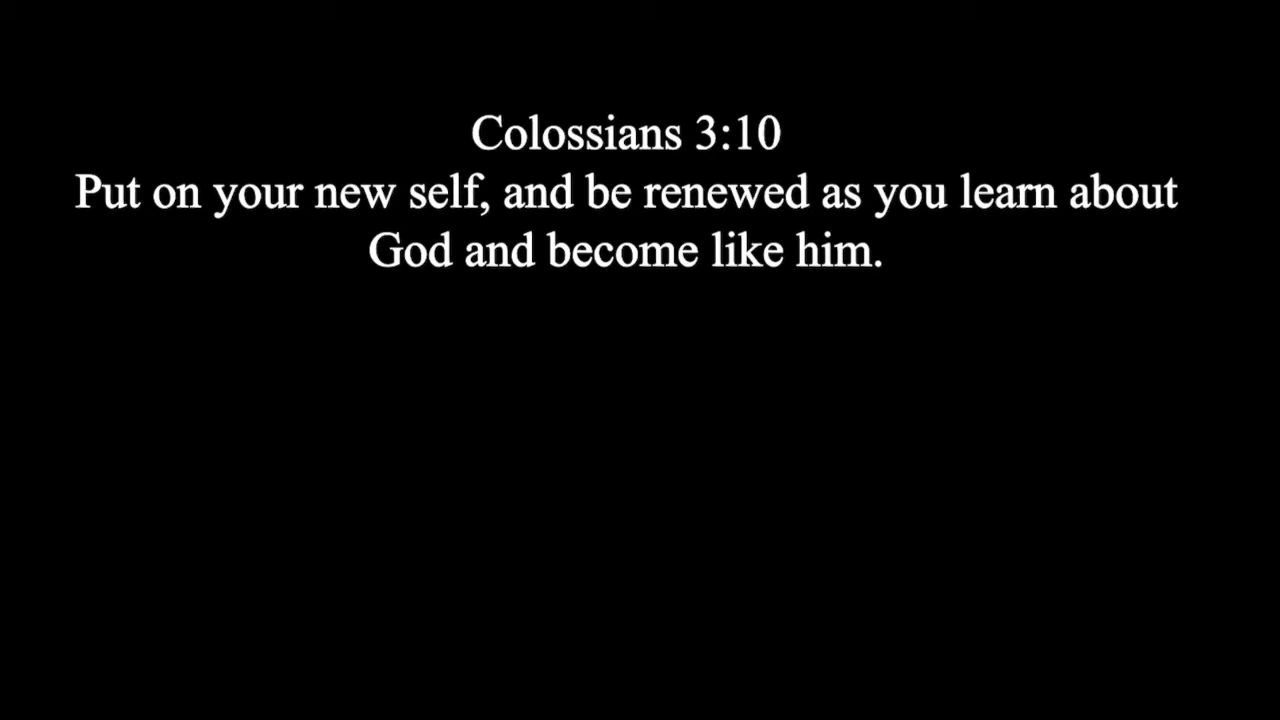 Colossians 3:10
Put on your new self, and be renewed as you learn about
God and become like him.